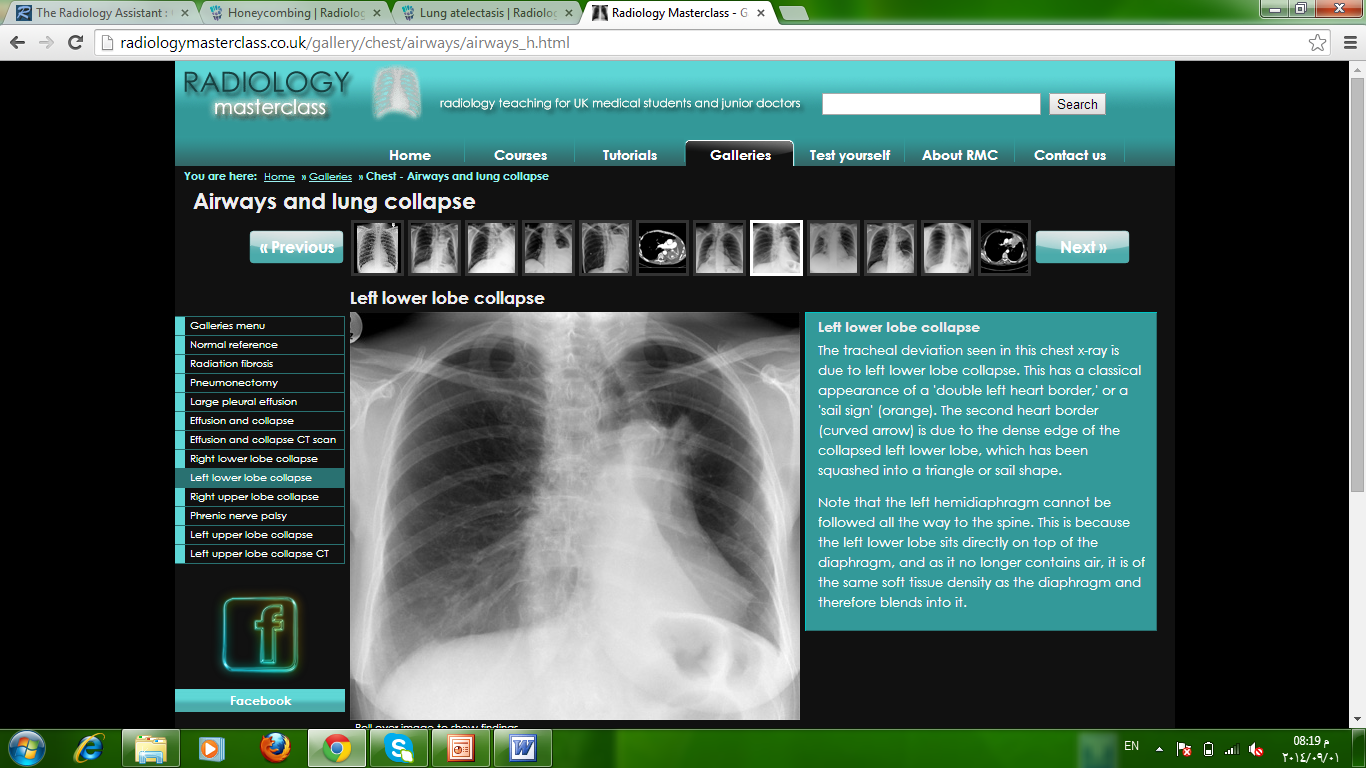 The Radiology Assistant :
Honeycombing | Radiolog
Lung atelectasis | Radiolog
Radiology Masterclass - G
radiologymasterclass.co.uk/gallery/chest/airways/airways_h.html
RADIOLOGY
masterclass
radiology teaching for UK medical students and junior doctors
Search
Home
Courses
Tutorials
Galleries
Test yourself
About RMC
Contact us
You are here: Home » Galleries » Chest - Airways and lung collapse
Airways and lung collapse
« Previous
Next »
Left lower lobe collapse
Galleries menu
Normal reference
Radiation fibrosis
Pneumonectomy
Large pleural effusion
Effusion and collapse
Effusion and collapse CT scan
Right lower lobe collapse
Left lower lobe collapse
Right upper lobe collapse
Phrenic nerve palsy
Left upper lobe collapse
Left upper lobe collapse CT
Facebook
Left lower lobe collapse
The tracheal deviation seen in this chest x-ray is
due to left lower lobe collapse. This has a classical
appearance of a 'double left heart border,' or a
'sail sign' (orange). The second heart border
(curved arrow) is due to the dense edge of the
collapsed left lower lobe, which has been
squashed into a triangle or sail shape.
Note that the left hemidiaphragm cannot be
followed all the way to the spine. This is because
the left lower lobe sits directly on top of the
diaphragm, and as it no longer contains air, it is of
the same soft tissue density as the diaphragm and
therefore blends into it.
Roll over image to show findings
EN
08:19 م
٢٠١٤/٠٩/٠١